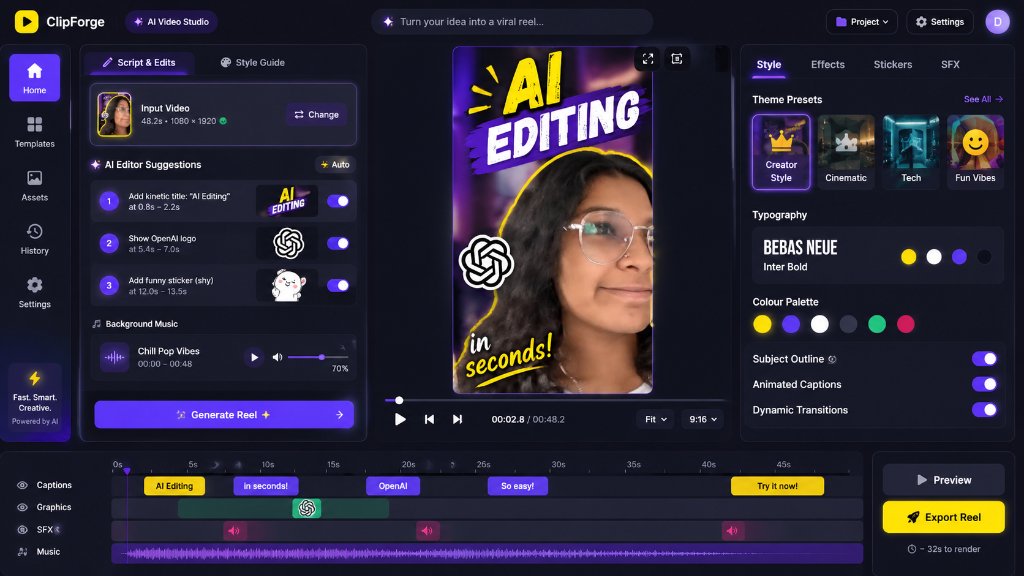 ClipForge
AI Video Studio
Turn your idea into a viral reel...
Project
Settings
D
Home
Templates
Assets
History
Settings
Fast. Smart.
Creative.
Powered by AI
Script & Edits
Style Guide
Input Video
48.2s • 1080 × 1920
Change
AI Editor Suggestions
Auto
1
Add kinetic title: "AI Editing"
at 0.8s – 2.2s
AI
EDITING
2
Show OpenAI logo
at 5.4s – 7.0s
3
Add funny sticker (shy)
at 12.0s – 13.5s
Background Music
Chill Pop Vibes
00:00 – 00:48
70%
Generate Reel
AI
EDITING
in
seconds!
00:02.8 / 00:48.2
Fit
9:16
Style
Effects
Stickers
SFX
Theme Presets
See All →
Creator
Style
Cinematic
Tech
Fun Vibes
Typography
BEBAS NEUE
Inter Bold
Colour Palette
Subject Outline
Animated Captions
Dynamic Transitions
0s
5s
10s
15s
20s
26s
30s
35s
40s
45s
Captions
AI Editing
in seconds!
OpenAI
So easy!
Try it now!
Graphics
SFX
Music
Preview
Export Reel
~ 32s to render